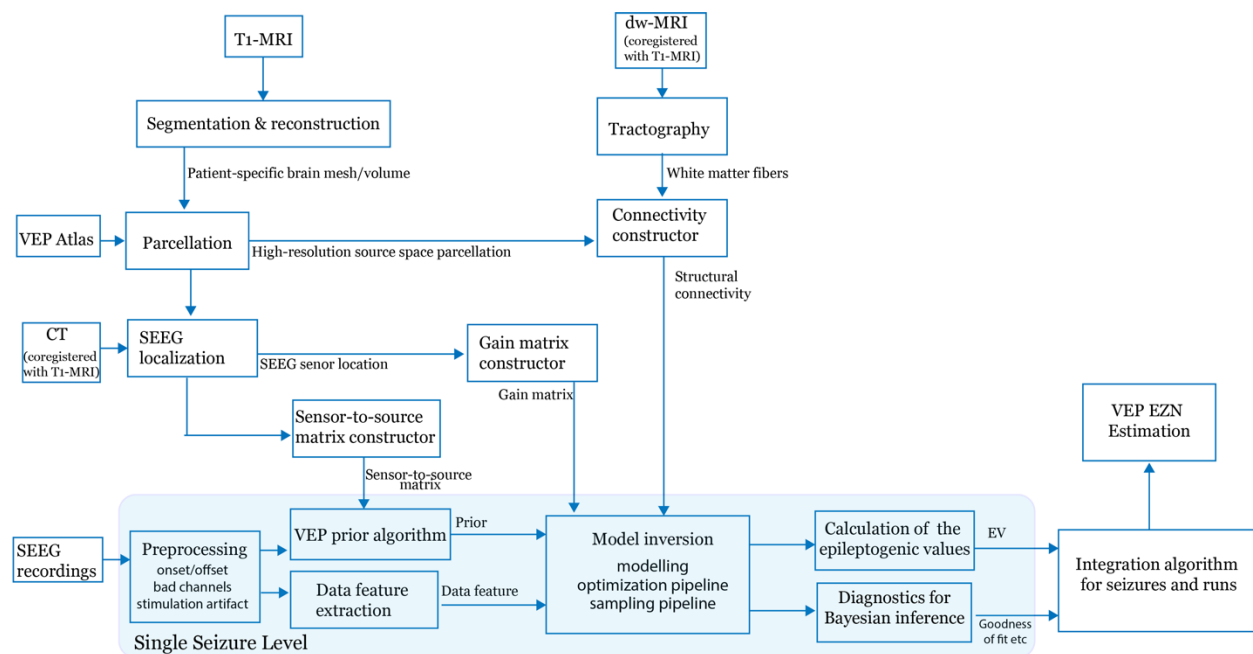 T1-MRI
dw-MRI
(coregistered
with T1-MRI)
Segmentation & reconstruction
Tractography
Patient-specific brain mesh/volume
White matter fibers
VEP Atlas
Parcellation
Connectivity
constructor
High-resolution source space parcellation
Structural
connectivity
CT
(coregistered
with T1-MRI)
SEEG
localization
SEEG senor location
Gain matrix
constructor
Gain matrix
Sensor-to-source
matrix constructor
VEP EZN
Estimation
Sensor-to-source
matrix
SEEG
recordings
Preprocessing
onset/offset
bad channels
stimulation artifact
VEP prior algorithm
Prior
Data feature
extraction
Data feature
Model inversion
modelling
optimization pipeline
sampling pipeline
Calculation of the
epileptogenic values
EV
Diagnostics for
Bayesian inference
Goodness
of fit etc
Integration algorithm
for seizures and runs
Single Seizure Level